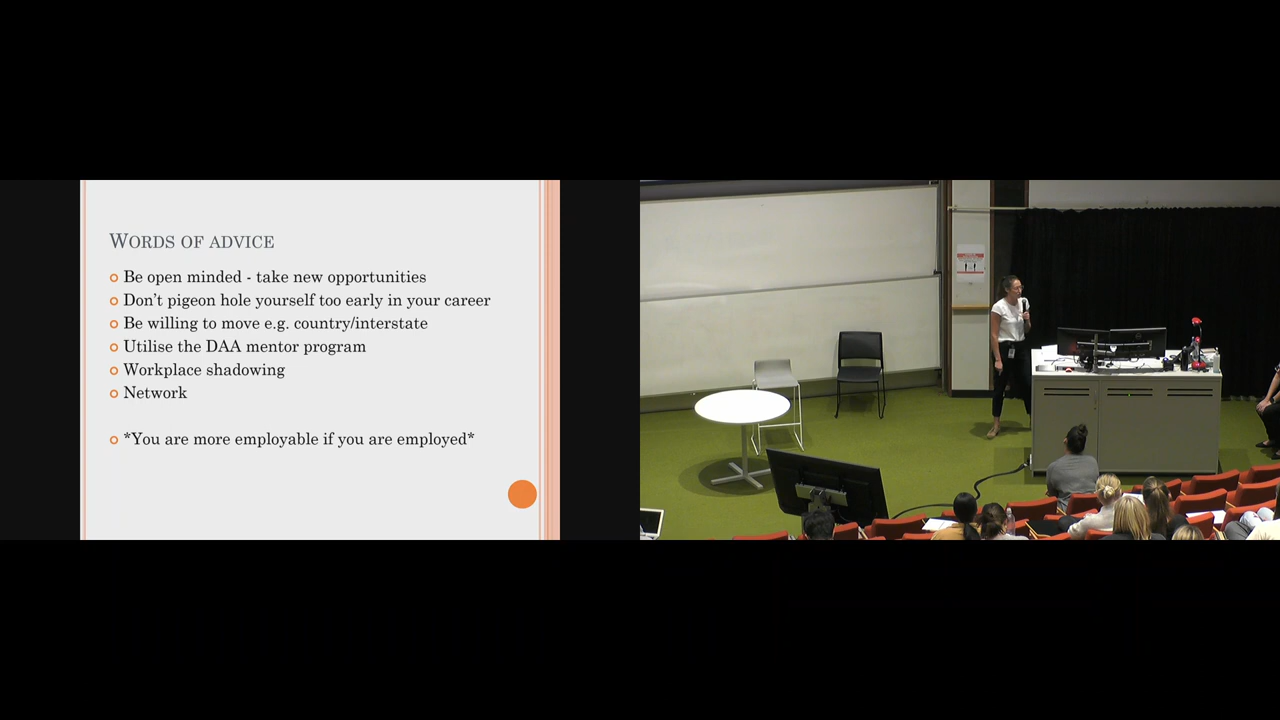 WORDS OF ADVICE
Be open minded - take new opportunities
Don't pigeon hole yourself too early in your career
Be willing to move e.g. country/interstate
Utilise the DAA mentor program
Workplace shadowing
Network
*You are more employable if you are employed*